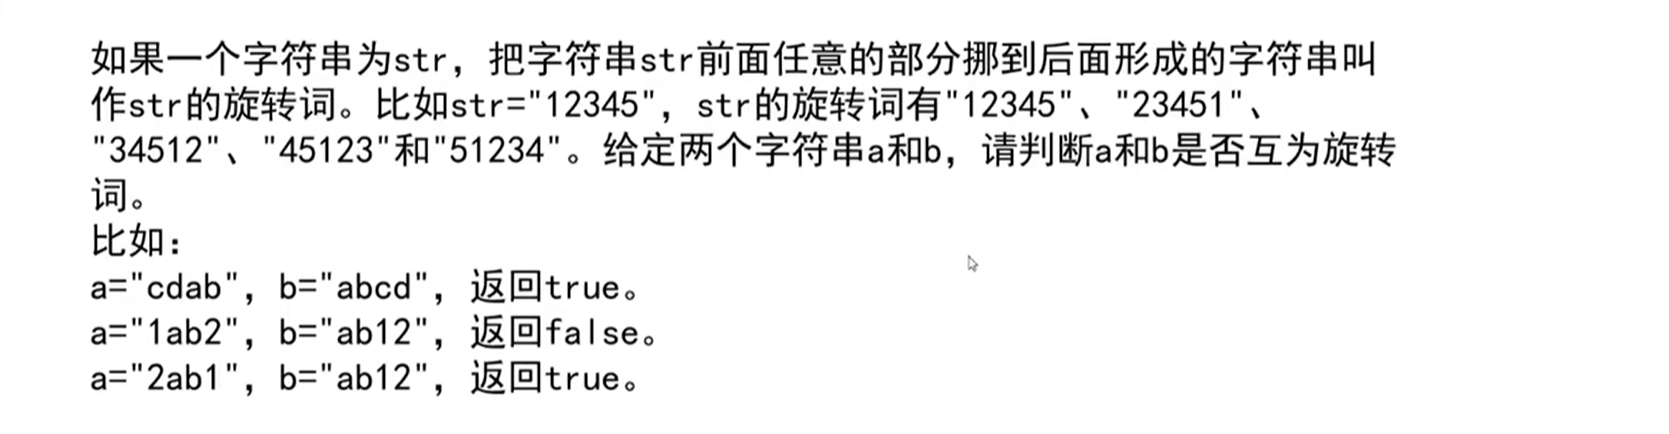 如果一个字符串为str，把字符串str前面任意的部分挪到后面形成的字符串叫
作str的旋转词。比如str="12345"，str的旋转词有"12345"、"23451"、
"34512"、"45123"和"51234"。给定两个字符串a和b，请判断a和b是否互为旋转
词。
比如：
a="cdab"，b="abcd"，返回true。
a="1ab2"，b="ab12"，返回false。
a="2ab1"，b="ab12"，返回true。